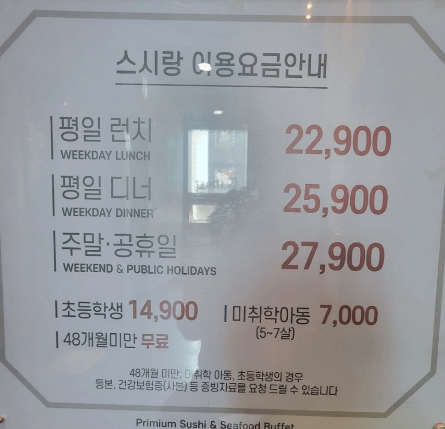 스시랑 이용요금안내
평일 런치 22,900
WEEKDAY LUNCH
평일 디너 25,900
WEEKDAY DINNER
주말·공휴일 27,900
WEEKEND & PUBLIC HOLIDAYS
초등학생 14,900 미취학아동 7,000
(5~7살)
48개월미만 무료
48개월 미만, 미취학 아동, 초등학생의 경우
등본, 건강보험증(사본) 등 증빙자료를 요청 드릴 수 있습니다
Primium Sushi & Seafood Buffet